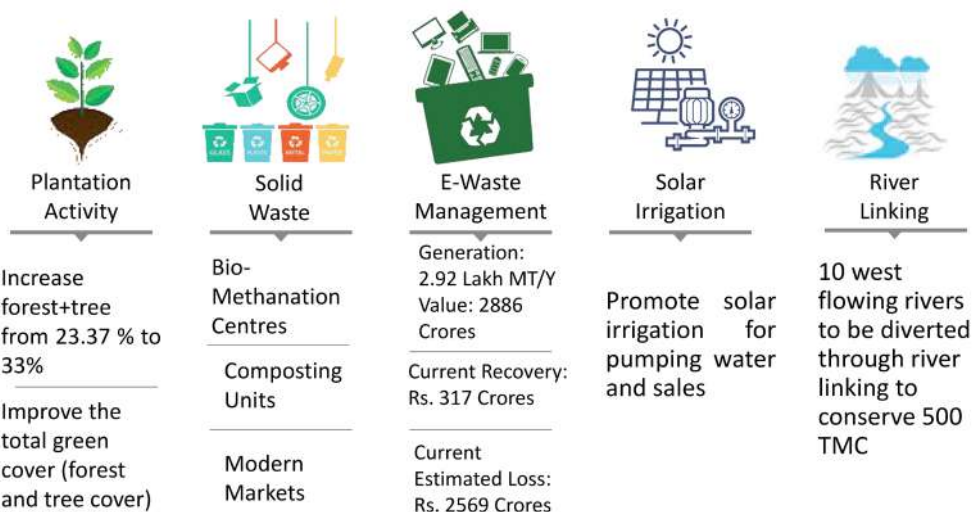 GLASS
METAL
Plantation
Activity
Increase
forest+tree
from 23.37 % to
33%
Improve the
total green
cover (forest
and tree cover)
Solid
Waste
Bio-
Methanation
Centres
Composting
Units
Modern
Markets
E-Waste
Management
Generation:
2.92 Lakh MT/Y
Value: 2886
Crores
Current Recovery:
Rs. 317 Crores
Current
Estimated Loss:
Rs. 2569 Crores
Solar
Irrigation
Promote solar
irrigation for
pumping water
and sales
River
Linking
10 west
flowing rivers
to be diverted
through river
linking to
conserve 500
TMC